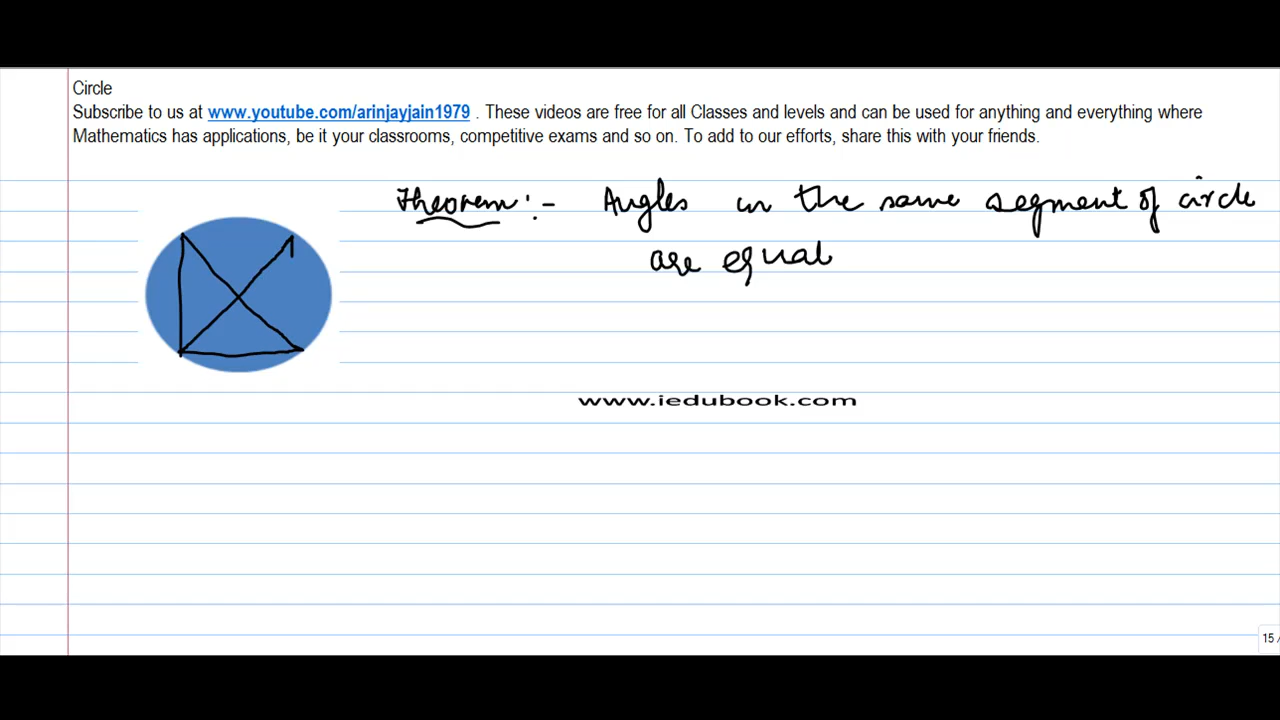 Circle
Subscribe to us at www.youtube.com/arinjayjain1979 . These videos are free for all Classes and levels and can be used for anything and everything where
Mathematics has applications, be it your classrooms, competitive exams and so on. To add to our efforts, share this with your friends.
Theorem :- Angles in the same segment of circle
are equal
www.iedubook.com
15 /